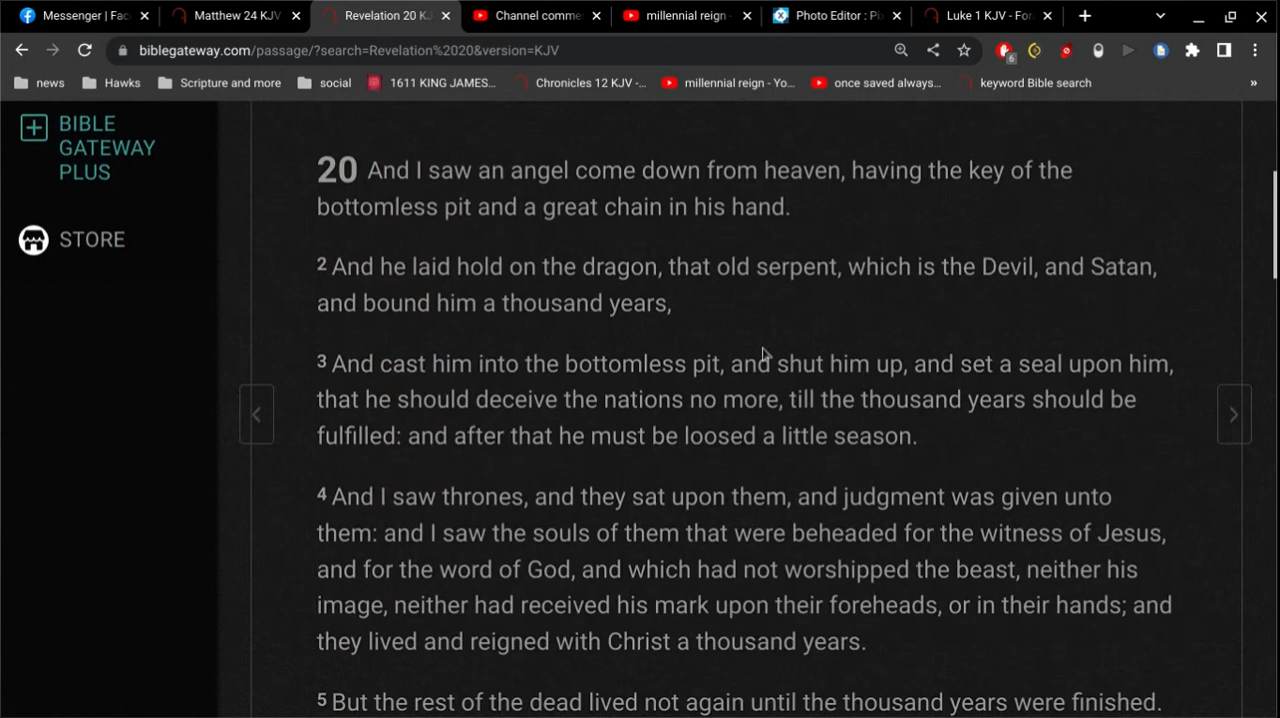 Messenger | Fac
Matthew 24 KJV
Revelation 20 KJ
Channel comme
millennial reign -
Photo Editor : Pi
Luke 1 KJV - For
biblegateway.com/passage/?search=Revelation%2020&version=KJV
6
news
Hawks
Scripture and more
social
1611 KING JAMES...
Chronicles 12 KJV -...
millennial reign - Yo...
once saved always...
keyword Bible search
»
BIBLE
GATEWAY
PLUS
STORE
20 And I saw an angel come down from heaven, having the key of the
bottomless pit and a great chain in his hand.
2 And he laid hold on the dragon, that old serpent, which is the Devil, and Satan,
and bound him a thousand years,
3 And cast him into the bottomless pit, and shut him up, and set a seal upon him,
that he should deceive the nations no more, till the thousand years should be
fulfilled: and after that he must be loosed a little season.
4 And I saw thrones, and they sat upon them, and judgment was given unto
them: and I saw the souls of them that were beheaded for the witness of Jesus,
and for the word of God, and which had not worshipped the beast, neither his
image, neither had received his mark upon their foreheads, or in their hands; and
they lived and reigned with Christ a thousand years.
5 But the rest of the dead lived not again until the thousand years were finished.